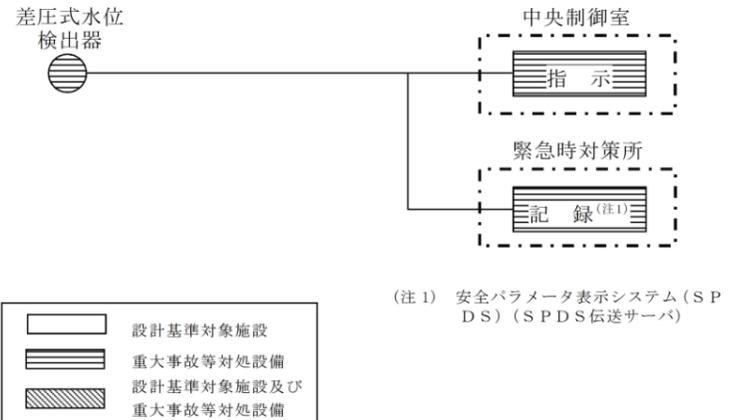 差圧式水位
検出器
中央制御室
指　示
緊急時対策所
記　録(注1)
(注1)　安全パラメータ表示システム(ＳＰ
ＤＳ)(ＳＰＤＳ伝送サーバ)
設計基準対象施設
重大事故等対処設備
設計基準対象施設及び
重大事故等対処設備